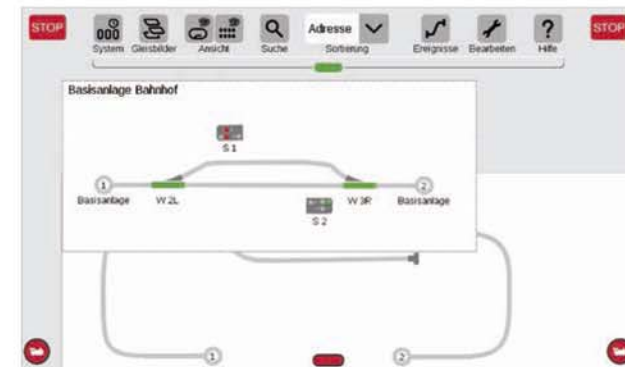 STOP
000
Adresse
?
STOP
System Gleisbilder Ansicht Suche Sortierung Ereignisse Bearbeiten Hilfe
Basisanlage Bahnhof
S 1
1 2
Basisanlage W 2L W 3R Basisanlage
S 2
1 2